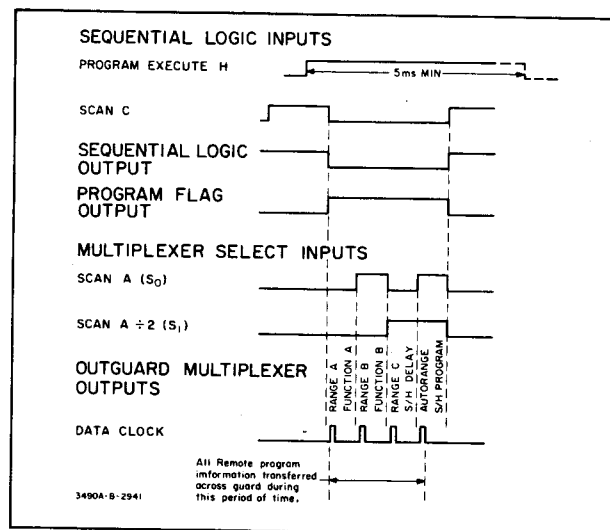 SEQUENTIAL LOGIC INPUTS
PROGRAM EXECUTE H
5ms MIN
SCAN C
SEQUENTIAL LOGIC
OUTPUT
PROGRAM FLAG
OUTPUT
MULTIPLEXER SELECT INPUTS
SCAN A (S0)
SCAN A ÷ 2 (S1)
OUTGUARD MULTIPLEXER
OUTPUTS
RANGE A
FUNCTION A
RANGE B
FUNCTION B
RANGE C
S/H DELAY
AUTORANGE
S/H PROGRAM
DATA CLOCK
All Remote program
imformation transferred
across guard during
this period of time.
3490A-B-2941